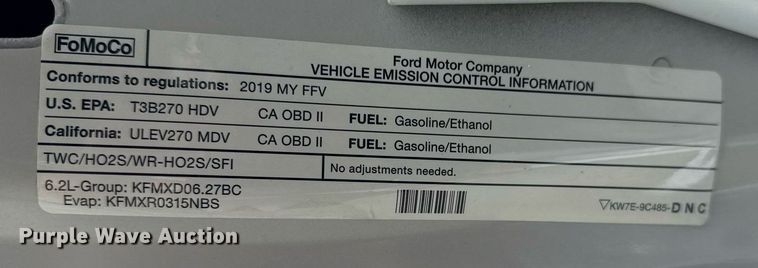 FoMoCo
Ford Motor Company
VEHICLE EMISSION CONTROL INFORMATION
Conforms to regulations: 2019 MY FFV
U.S. EPA: T3B270 HDV CA OBD II FUEL: Gasoline/Ethanol
California: ULEV270 MDV CA OBD II FUEL: Gasoline/Ethanol
TWC/HO2S/WR-HO2S/SFI No adjustments needed.
6.2L-Group: KFMXD06.27BC
Evap: KFMXR0315NBS
KW7E-9C485-DNC
Purple Wave Auction